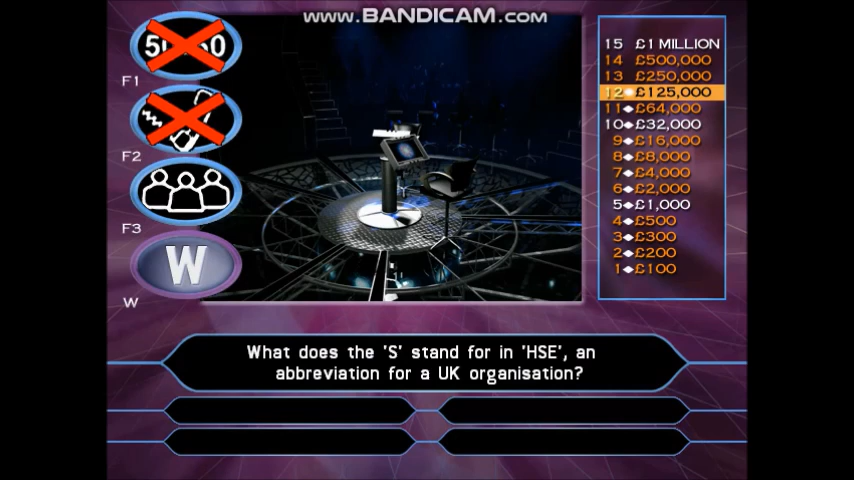 www.BANDICAM.com
F1
F2
F3
W
W
15 £1 MILLION
14 £500,000
13 £250,000
12 £125,000
11 £64,000
10 £32,000
9 £16,000
8 £8,000
7 £4,000
6 £2,000
5 £1,000
4 £500
3 £300
2 £200
1 £100
What does the 'S' stand for in 'HSE', an
abbreviation for a UK organisation?